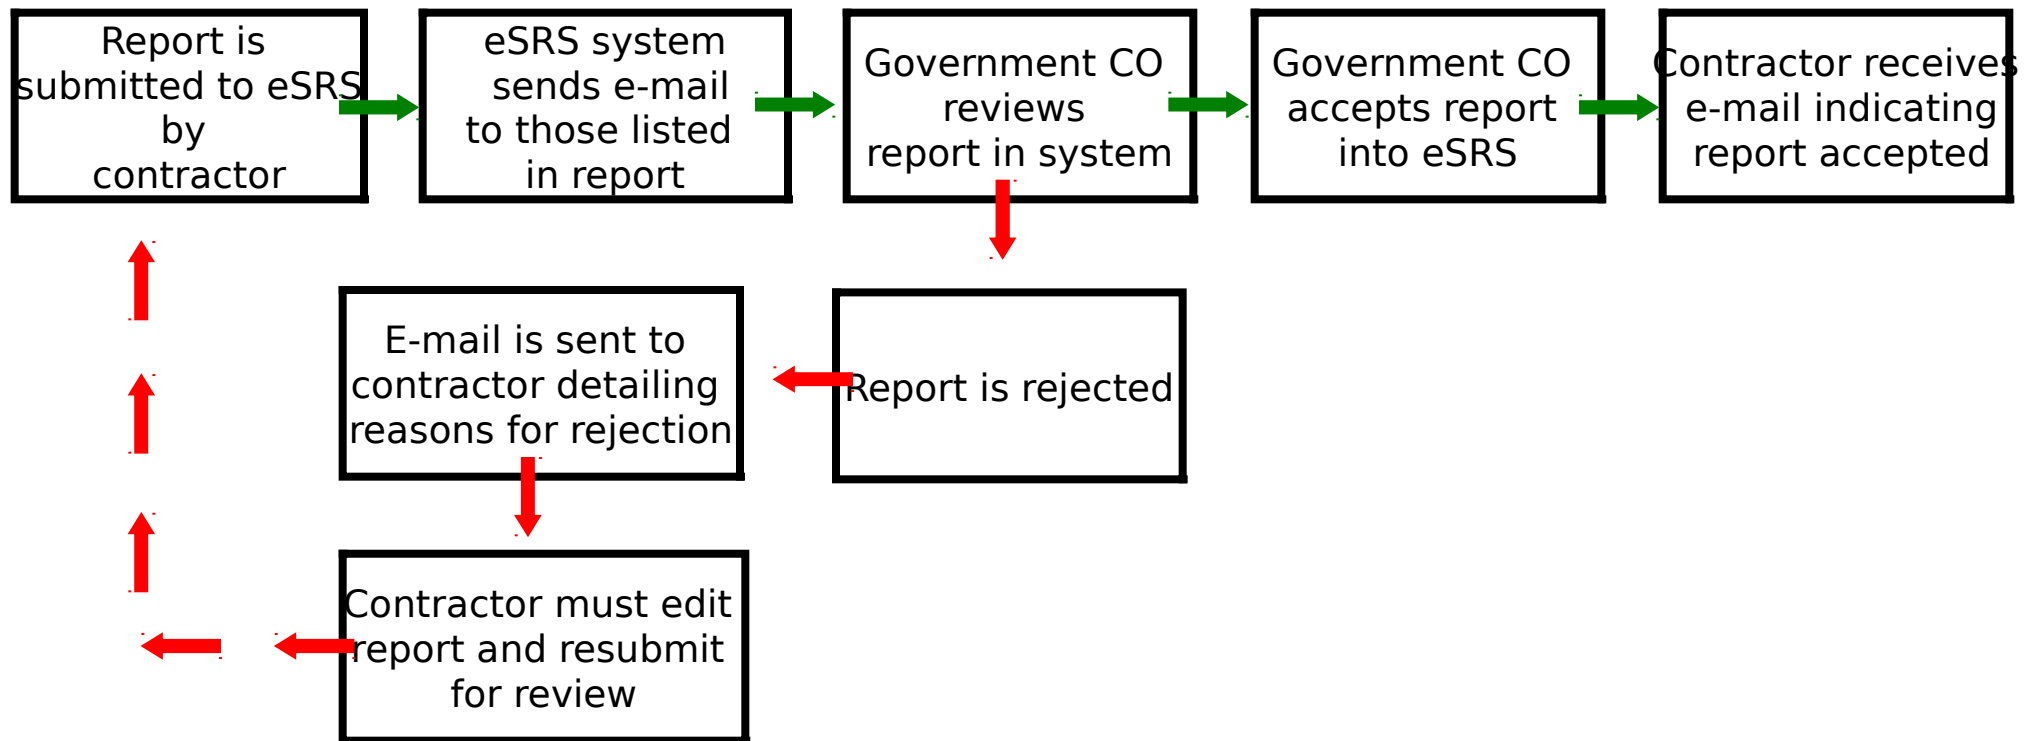 Report is
submitted to eSRS
by
contractor
eSRS system
sends e-mail
to those listed
in report
Government CO
reviews
report in system
Government CO
accepts report
into eSRS
Contractor receives
e-mail indicating
report accepted
E-mail is sent to
contractor detailing
reasons for rejection
Report is rejected
Contractor must edit
report and resubmit
for review